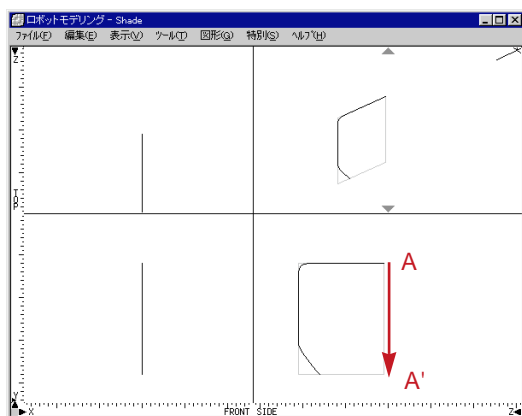 ロボットモデリング - Shade
ファイル(F) 編集(E) 表示(V) ツール(T) 図形(G) 特別(S) ヘルプ(H)
Z
TOP
A
A'
Y
X FRONT SIDE Z